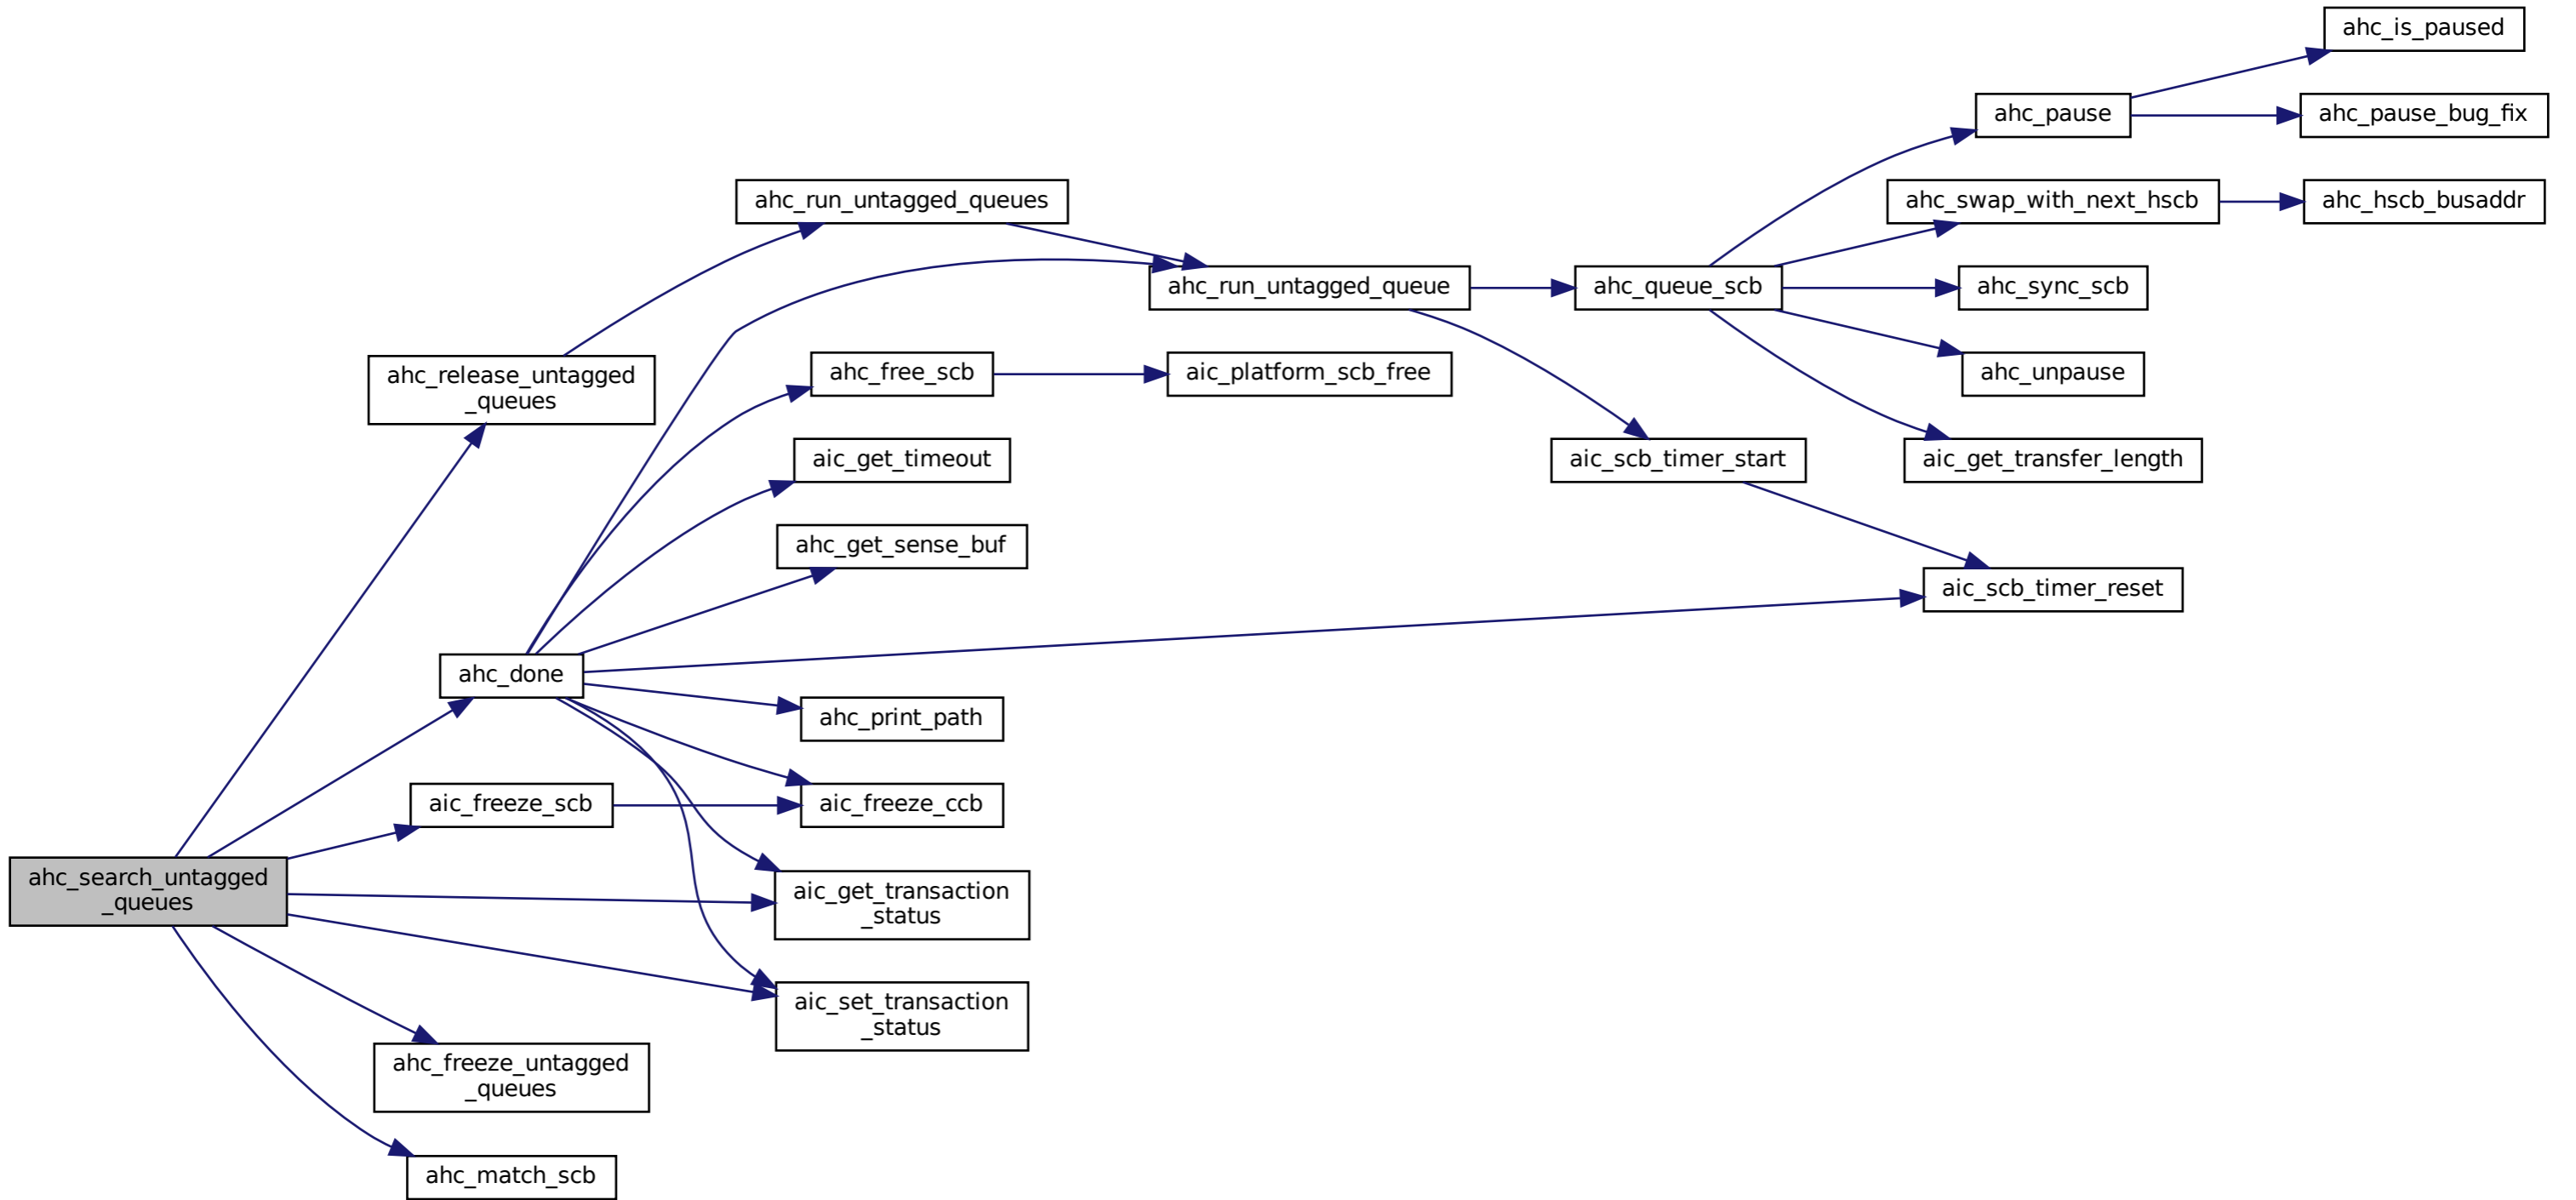 ahc_is_paused
ahc_pause
ahc_pause_bug_fix
ahc_run_untagged_queues
ahc_swap_with_next_hscb
ahc_hscb_busaddr
ahc_run_untagged_queue
ahc_queue_scb
ahc_sync_scb
ahc_release_untagged
_queues
ahc_free_scb
aic_platform_scb_free
ahc_unpause
aic_get_timeout
aic_scb_timer_start
aic_get_transfer_length
ahc_get_sense_buf
aic_scb_timer_reset
ahc_done
ahc_print_path
aic_freeze_scb
aic_freeze_ccb
ahc_search_untagged
_queues
aic_get_transaction
_status
aic_set_transaction
_status
ahc_freeze_untagged
_queues
ahc_match_scb